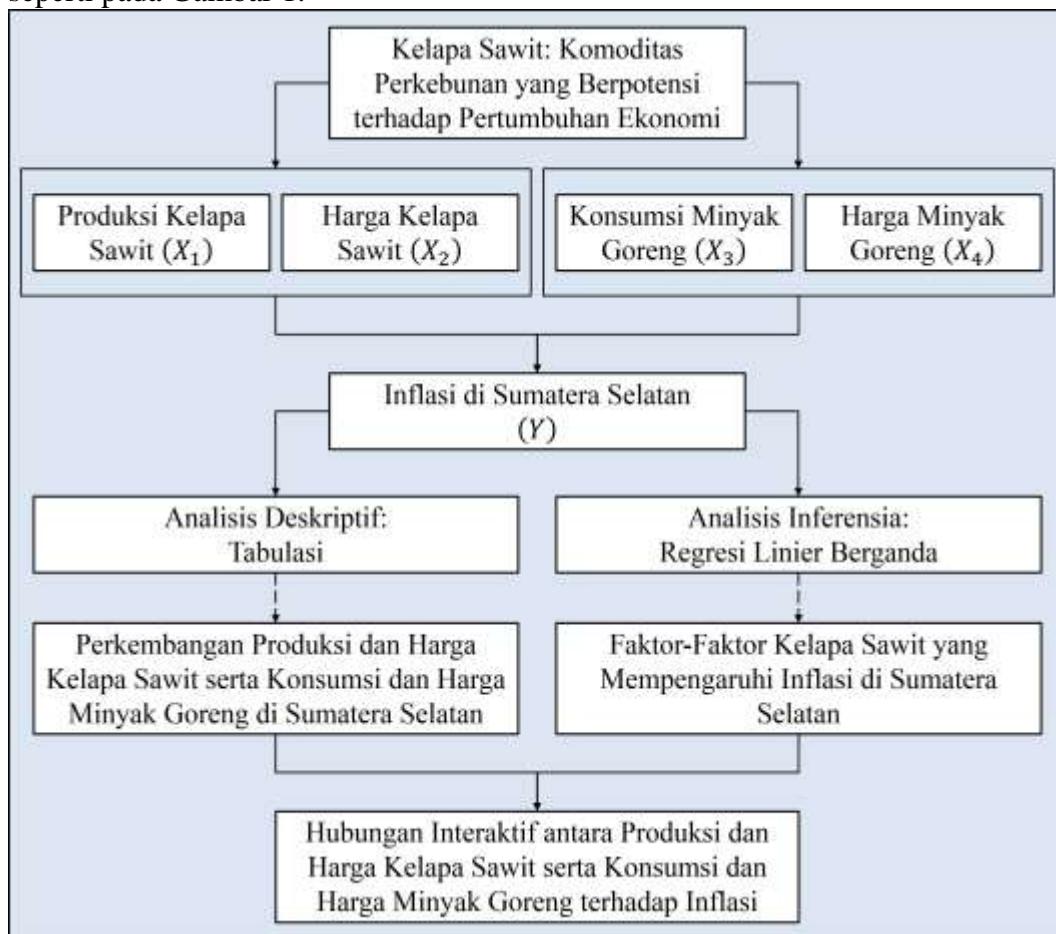 seperti pada Gambar 1.
Kelapa Sawit: Komoditas
Perkebunan yang Berpotensi
terhadap Pertumbuhan Ekonomi
Produksi Kelapa
Sawit (X₁)
Harga Kelapa
Sawit (X₂)
Konsumsi Minyak
Goreng (X₃)
Harga Minyak
Goreng (X₄)
Inflasi di Sumatera Selatan
(Y)
Analisis Deskriptif:
Tabulasi
Analisis Inferensia:
Regresi Linier Berganda
Perkembangan Produksi dan Harga
Kelapa Sawit serta Konsumsi dan Harga
Minyak Goreng di Sumatera Selatan
Faktor-Faktor Kelapa Sawit yang
Mempengaruhi Inflasi di Sumatera
Selatan
Hubungan Interaktif antara Produksi dan
Harga Kelapa Sawit serta Konsumsi dan
Harga Minyak Goreng terhadap Inflasi